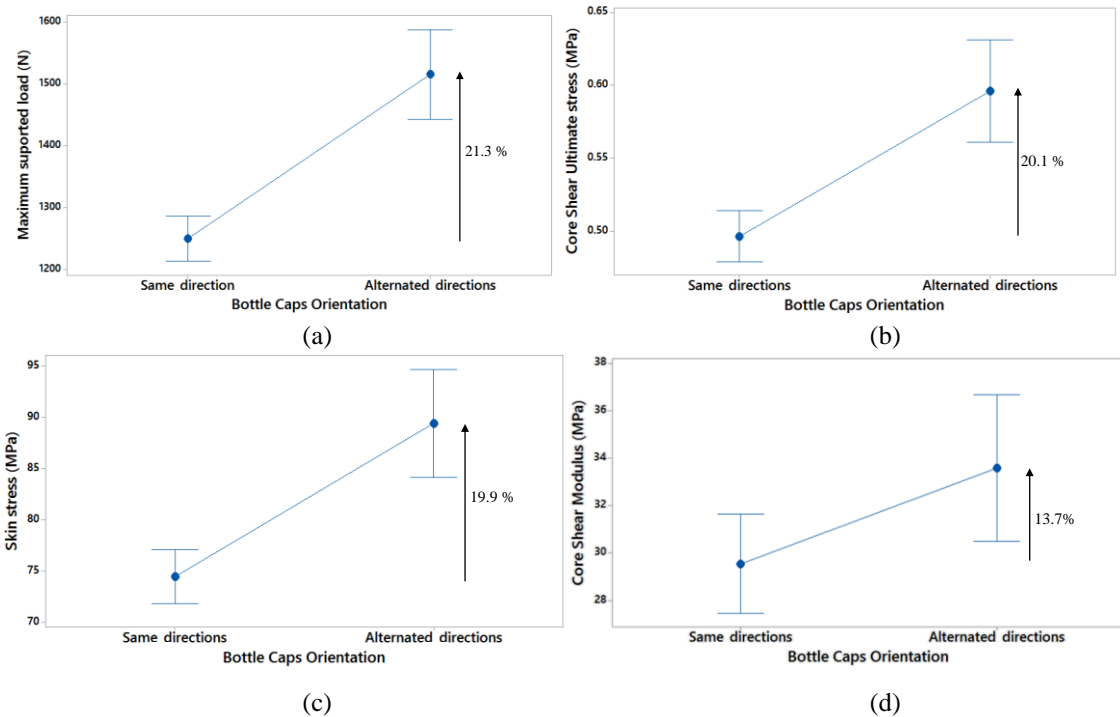 Maximum suported load (N)
1600
1500
1400
1300
1200
21.3 %
Same direction
Alternated directions
Bottle Caps Orientation
(a)
Core Shear Ultimate stress (MPa)
0.65
0.60
0.55
0.50
20.1 %
Same directions
Alternated directions
Bottle Caps Orientation
(b)
Skin stress (MPa)
95
90
85
80
75
70
19.9 %
Same directions
Alternated directions
Bottle Caps Orientation
(c)
Core Shear Modulus (MPa)
38
36
34
32
30
28
13.7%
Same directions
Alternated directions
Bottle Caps Orientation
(d)